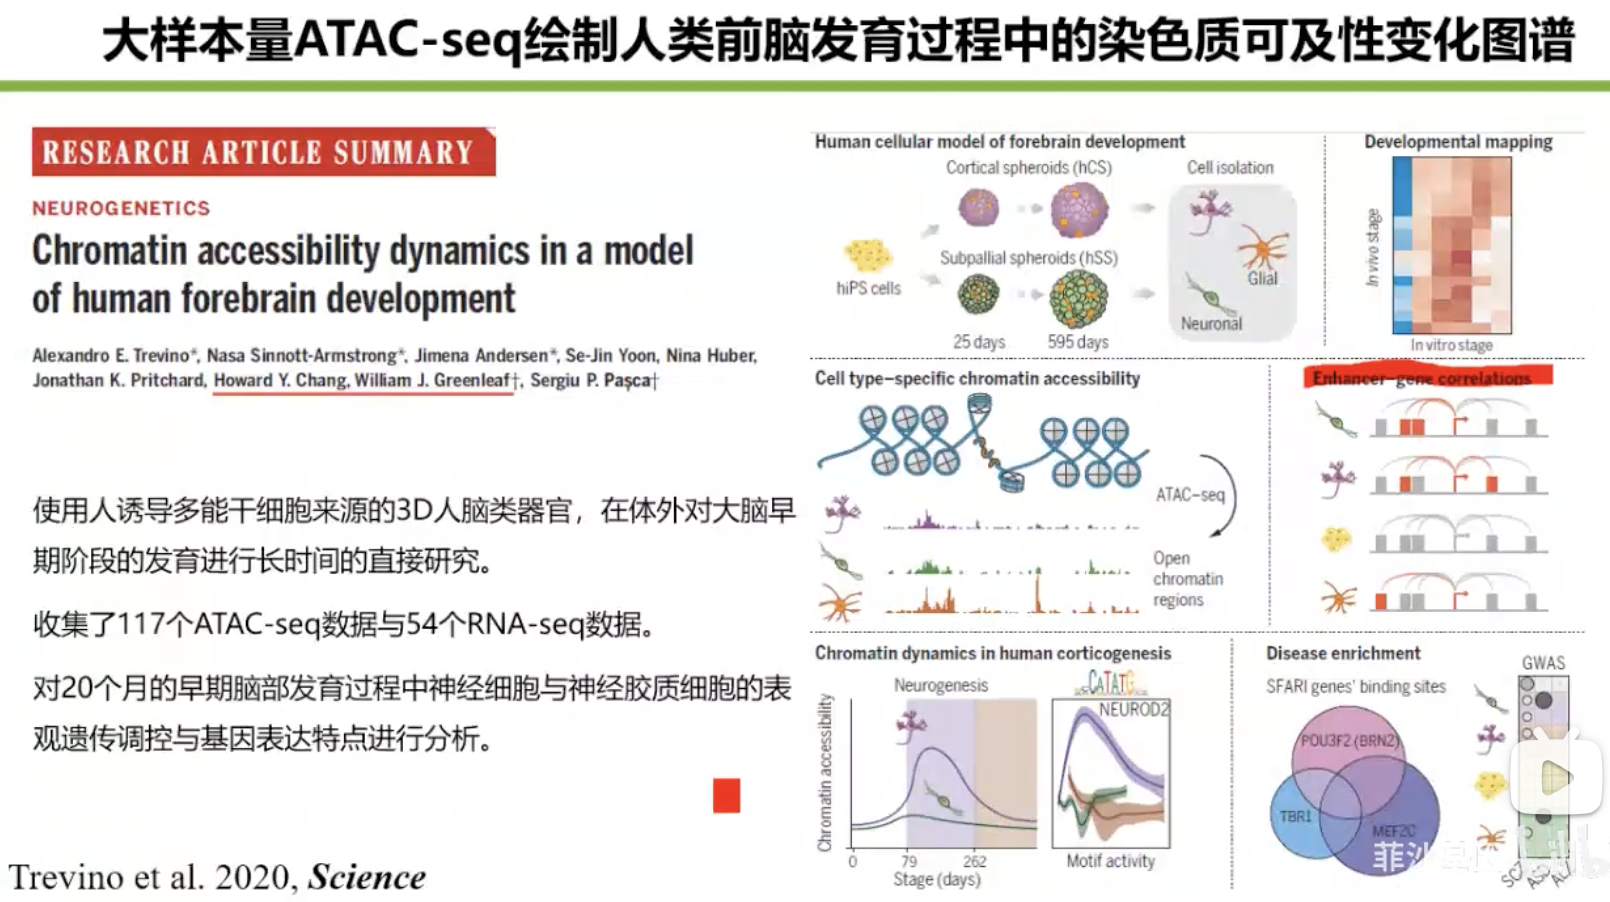 大样本量ATAC-seq绘制人类前脑发育过程中的染色质可及性变化图谱
RESEARCH ARTICLE SUMMARY
NEUROGENETICS
Chromatin accessibility dynamics in a model
of human forebrain development
Alexandro E. Trevino*, Nasa Sinnott-Armstrong*, Jimena Andersen*, Se-Jin Yoon, Nina Huber,
Jonathan K. Pritchard, Howard Y. Chang, William J. Greenleaf†, Sergiu P. Pașca†
使用人诱导多能干细胞来源的3D人脑类器官，在体外对大脑早
期阶段的发育进行长时间的直接研究。
收集了117个ATAC-seq数据与54个RNA-seq数据。
对20个月的早期脑部发育过程中神经细胞与神经胶质细胞的表
观遗传调控与基因表达特点进行分析。
Trevino et al. 2020, Science
Human cellular model of forebrain development
Cortical spheroids (hCS)
Cell isolation
hiPS cells
Subpallial spheroids (hSS)
Glial
Neuronal
25 days
595 days
Developmental mapping
In vivo stage
In vitro stage
Cell type–specific chromatin accessibility
ATAC–seq
Open
chromatin
regions
Enhancer–gene correlations
Chromatin dynamics in human corticogenesis
Neurogenesis
Chromatin accessibility
0
79
262
Stage (days)
CATATG
NEUROD2
Motif activity
Disease enrichment
SFARI genes' binding sites
GWAS
POU3F2 (BRN2)
TBR1
MEF2C
菲沙基因